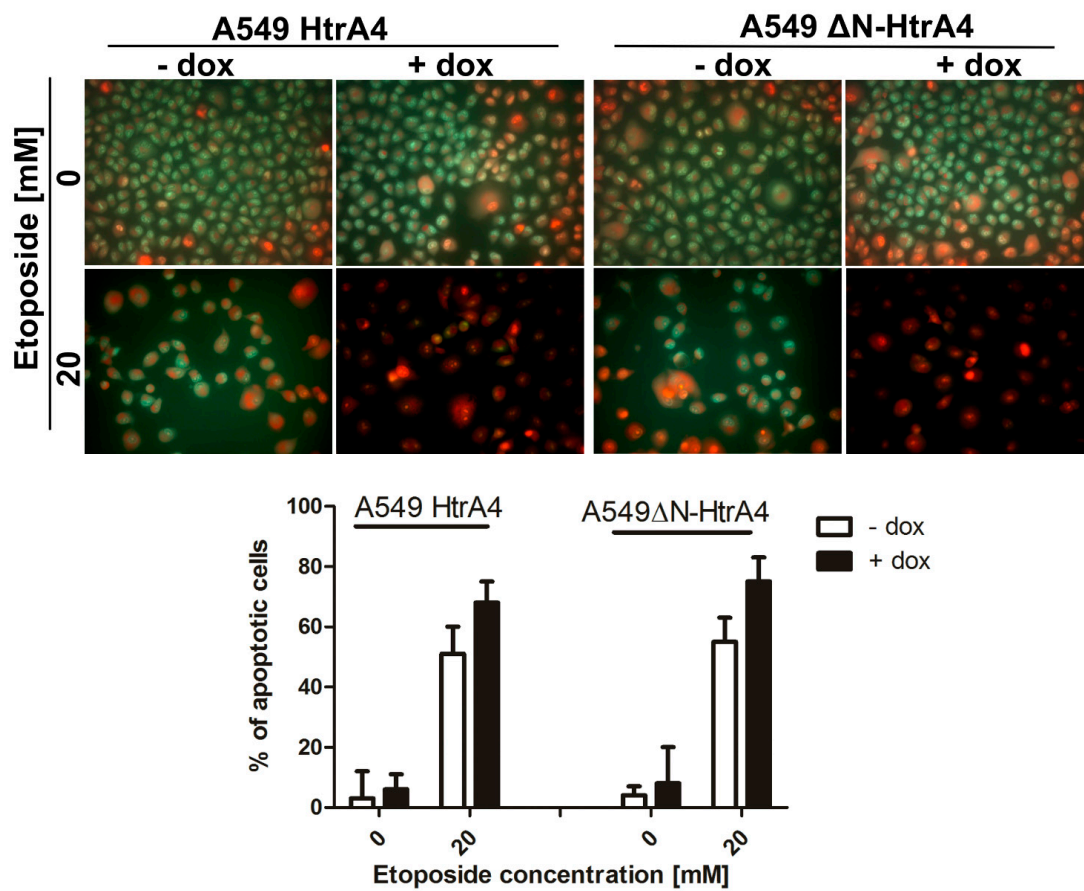 A549 HtrA4
A549 ΔN-HtrA4
- dox
+ dox
- dox
+ dox
Etoposide [mM]
0
20
A549 HtrA4
A549ΔN-HtrA4
- dox
+ dox
% of apoptotic cells
100
80
60
40
20
0
0
20
0
20
Etoposide concentration [mM]